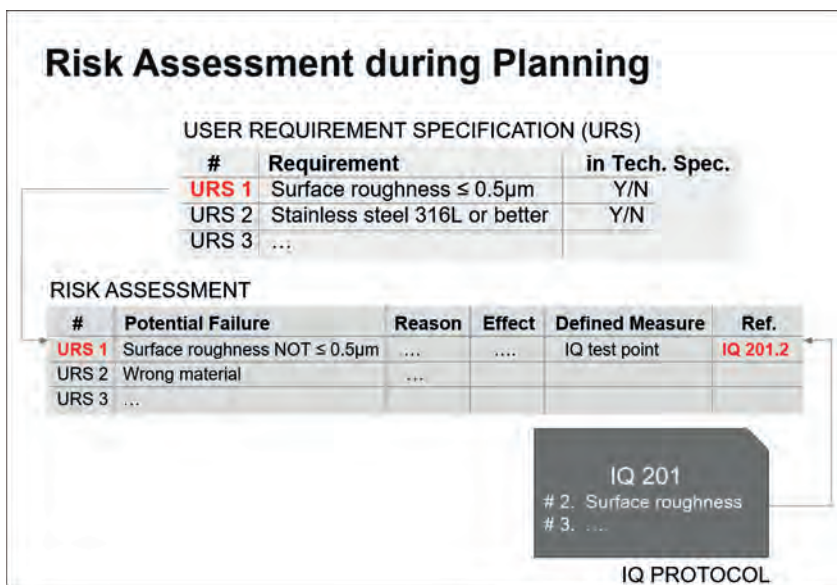 Risk Assessment during Planning
USER REQUIREMENT SPECIFICATION (URS)
# Requirement in Tech. Spec.
URS 1 Surface roughness ≤ 0.5µm Y/N
URS 2 Stainless steel 316L or better Y/N
URS 3 …
RISK ASSESSMENT
# Potential Failure Reason Effect Defined Measure Ref.
URS 1 Surface roughness NOT ≤ 0.5µm … …. IQ test point IQ 201.2
URS 2 Wrong material …
URS 3 …
IQ 201
# 2. Surface roughness
# 3. ….
IQ PROTOCOL